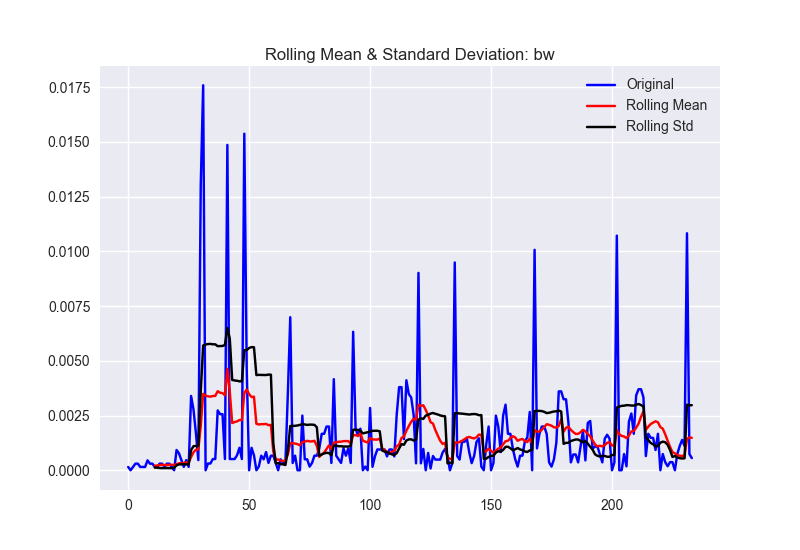 Rolling Mean & Standard Deviation: bw
Original
Rolling Mean
Rolling Std
0.0175
0.0150
0.0125
0.0100
0.0075
0.0050
0.0025
0.0000
0 50 100 150 200